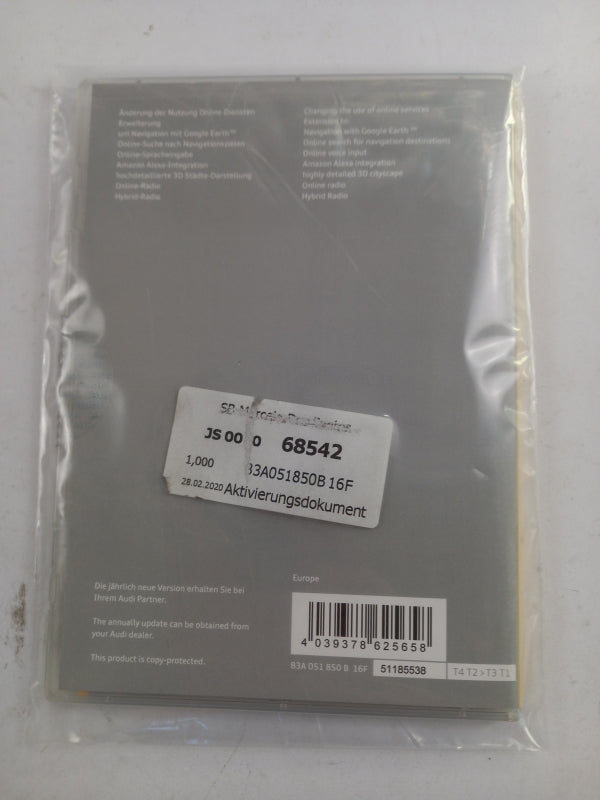 Änderung der Nutzung Online Diensten
Erweiterung
um Navigation mit Google Earth™
Online-Suche nach Navigationszielen
Online-Spracheingabe
Amazon-Alexa-Integration
hochdetaillierte 3D Städte-Darstellung
Online-Radio
Hybrid-Radio
Changing the use of online services
Extension to:
Navigation with Google Earth™
Online search for navigation destinations
Online voice input
Amazon Alexa integration
highly detailed 3D cityscape
Online radio
Hybrid Radio
SB
JS 00 0 68542
1,000 83A051850B 16F
28.02.2020 Aktivierungsdokument
Die jährlich neue Version erhalten Sie bei
Ihrem Audi Partner.
The annually update can be obtained from
your Audi dealer.
This product is copy-protected.
Europe
4 039378 625658
83A 051 850 B 16F 51185538 T4 T2>T3 T1